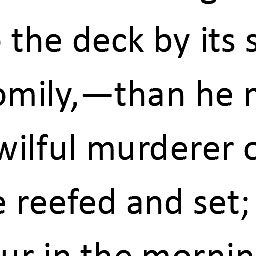 the deck by its
omily,—than he
wilful murderer
reefed and set;
ur in the mornin